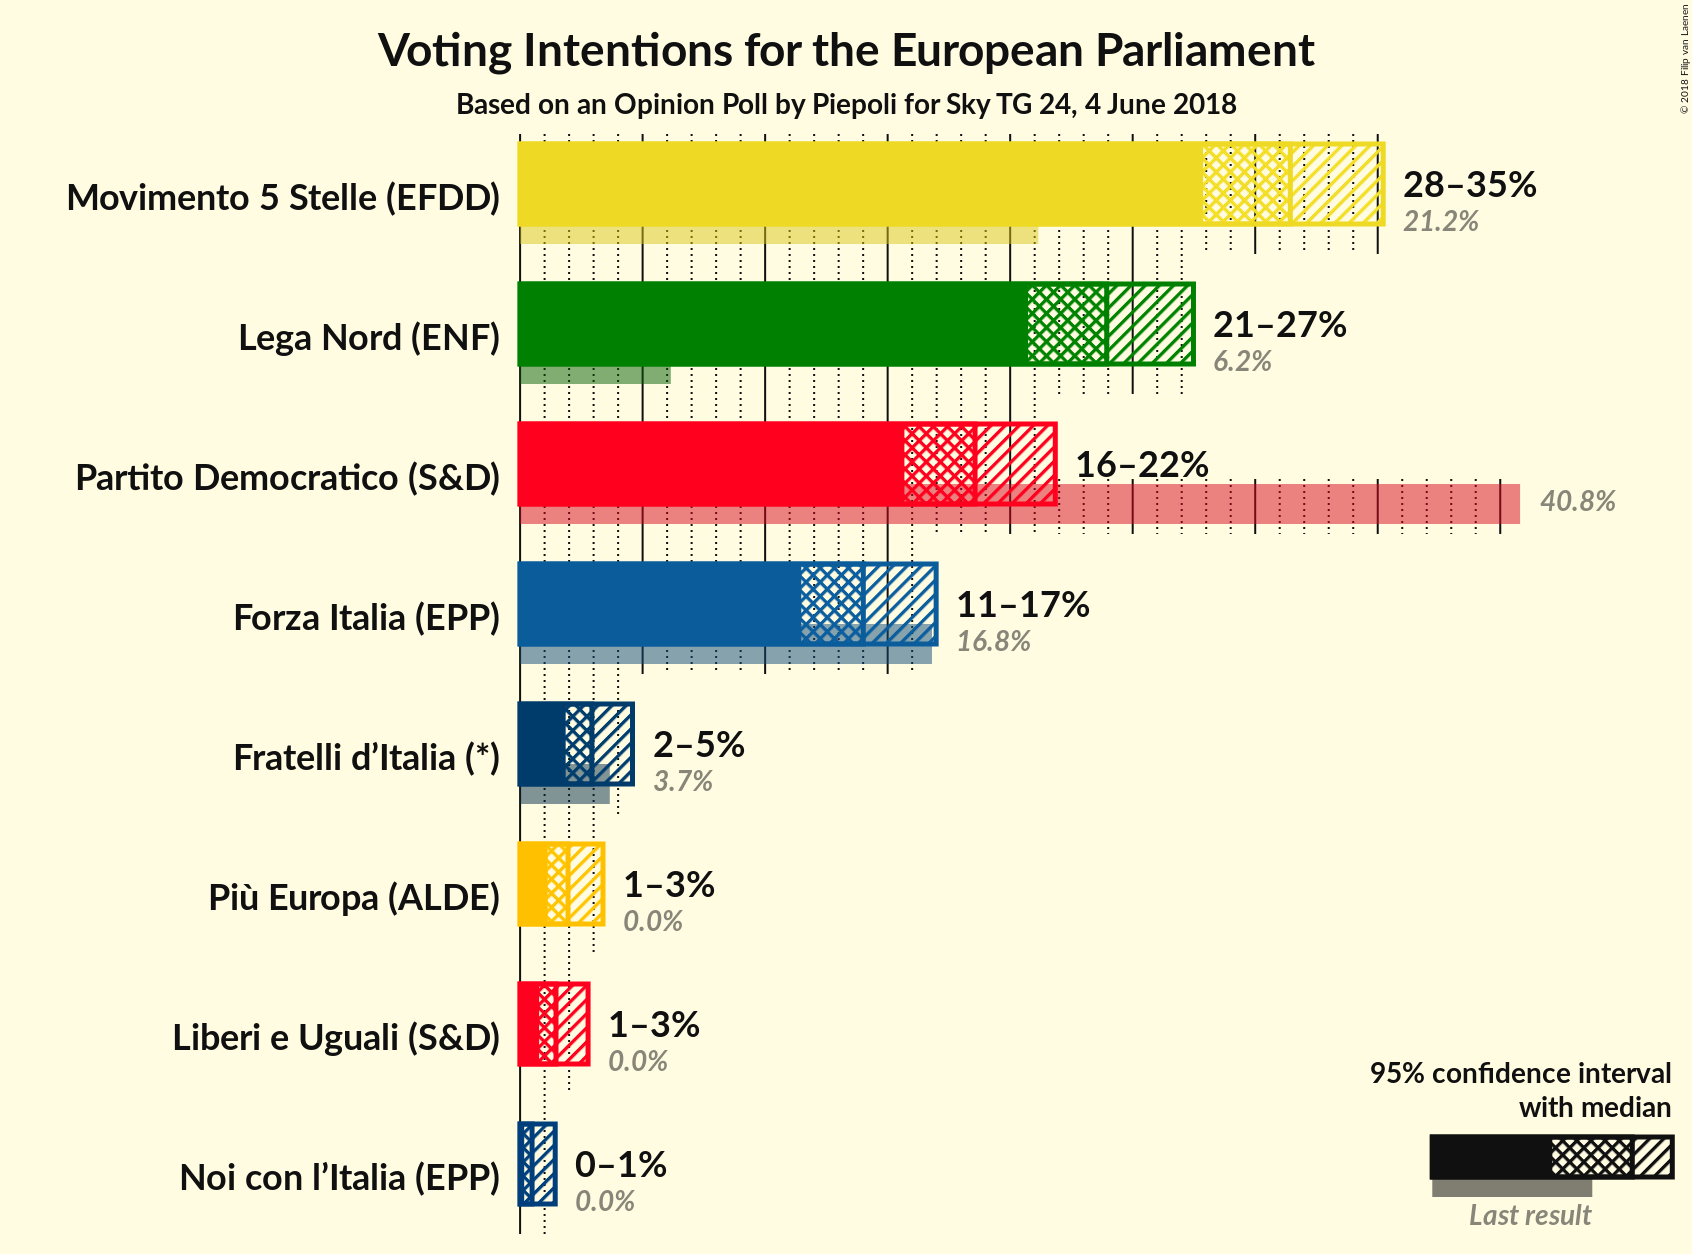 Voting Intentions for the European Parliament
Based on an Opinion Poll by Piepoli for Sky TG 24, 4 June 2018
© 2018 Filip van Laenen
Movimento 5 Stelle (EFDD)
28–35%
21.2%
Lega Nord (ENF)
21–27%
6.2%
Partito Democratico (S&D)
16–22%
40.8%
Forza Italia (EPP)
11–17%
16.8%
Fratelli d’Italia (*)
2–5%
3.7%
Più Europa (ALDE)
1–3%
0.0%
Liberi e Uguali (S&D)
1–3%
0.0%
Noi con l’Italia (EPP)
0–1%
0.0%
95% confidence interval
with median
Last result